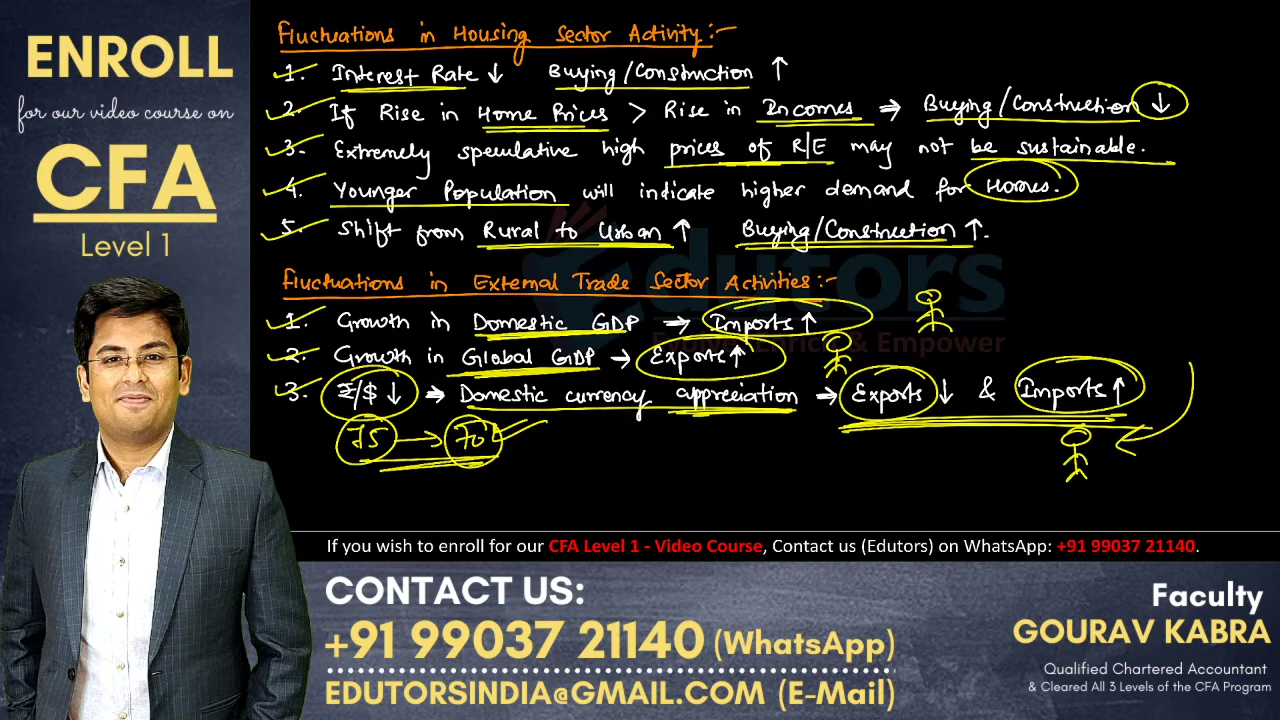 ENROLL
for our video course on
CFA
Level 1
Fluctuations in Housing Sector Activity:-
1. Interest Rate ↓ Buying/Construction ↑
2. If Rise in Home Prices > Rise in Incomes ⇒ Buying/Construction ↓
3. Extremely speculative high prices of R/E may not be sustainable.
4. Younger Population will indicate higher demand for Homes.
5. Shift from Rural to Urban ↑ Buying/Construction ↑.
Fluctuations in External Trade Sector Activities:-
1. Growth in Domestic GDP → Imports ↑
2. Growth in Global GDP → Exports ↑
3. ₹/$ ↓ ⇒ Domestic currency appreciation → Exports ↓ & Imports ↑
75 → 70
Edutors
& Empower
If you wish to enroll for our CFA Level 1 - Video Course, Contact us (Edutors) on WhatsApp: +91 99037 21140.
CONTACT US:
+91 99037 21140 (WhatsApp)
EDUTORSINDIA@GMAIL.COM (E-Mail)
Faculty
GOURAV KABRA
Qualified Chartered Accountant
& Cleared All 3 Levels of the CFA Program